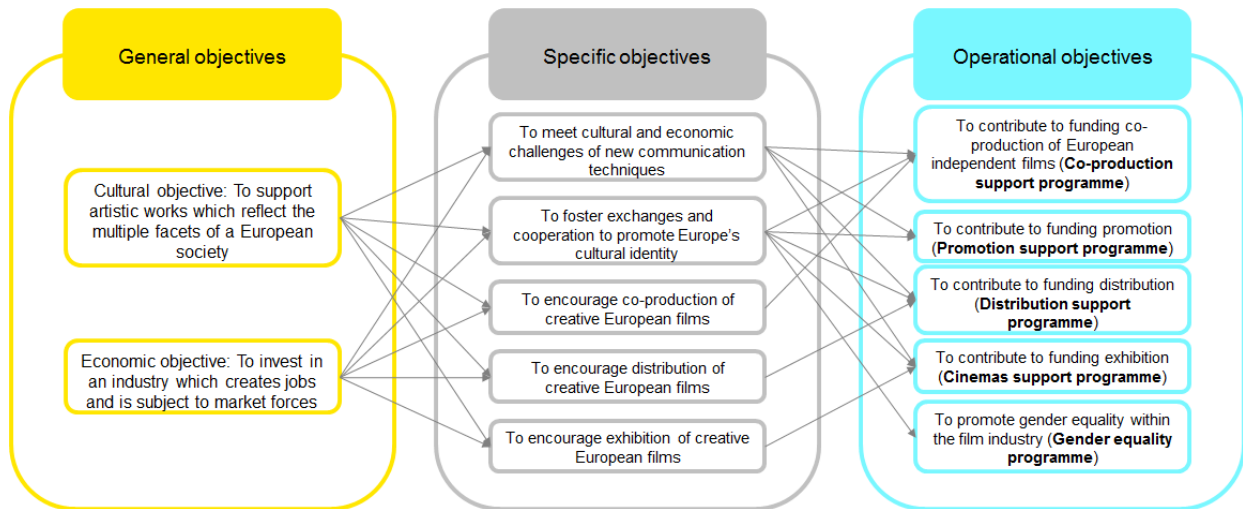 General objectives
Cultural objective: To support
artistic works which reflect the
multiple facets of a European
society
Economic objective: To invest in
an industry which creates jobs
and is subject to market forces
Specific objectives
To meet cultural and economic
challenges of new communication
techniques
To foster exchanges and
cooperation to promote Europe's
cultural identity
To encourage co-production of
creative European films
To encourage distribution of
creative European films
To encourage exhibition of creative
European films
Operational objectives
To contribute to funding co-
production of European
independent films (Co-production
support programme)
To contribute to funding promotion
(Promotion support programme)
To contribute to funding distribution
(Distribution support
programme)
To contribute to funding exhibition
(Cinemas support programme)
To promote gender equality within
the film industry (Gender equality
programme)